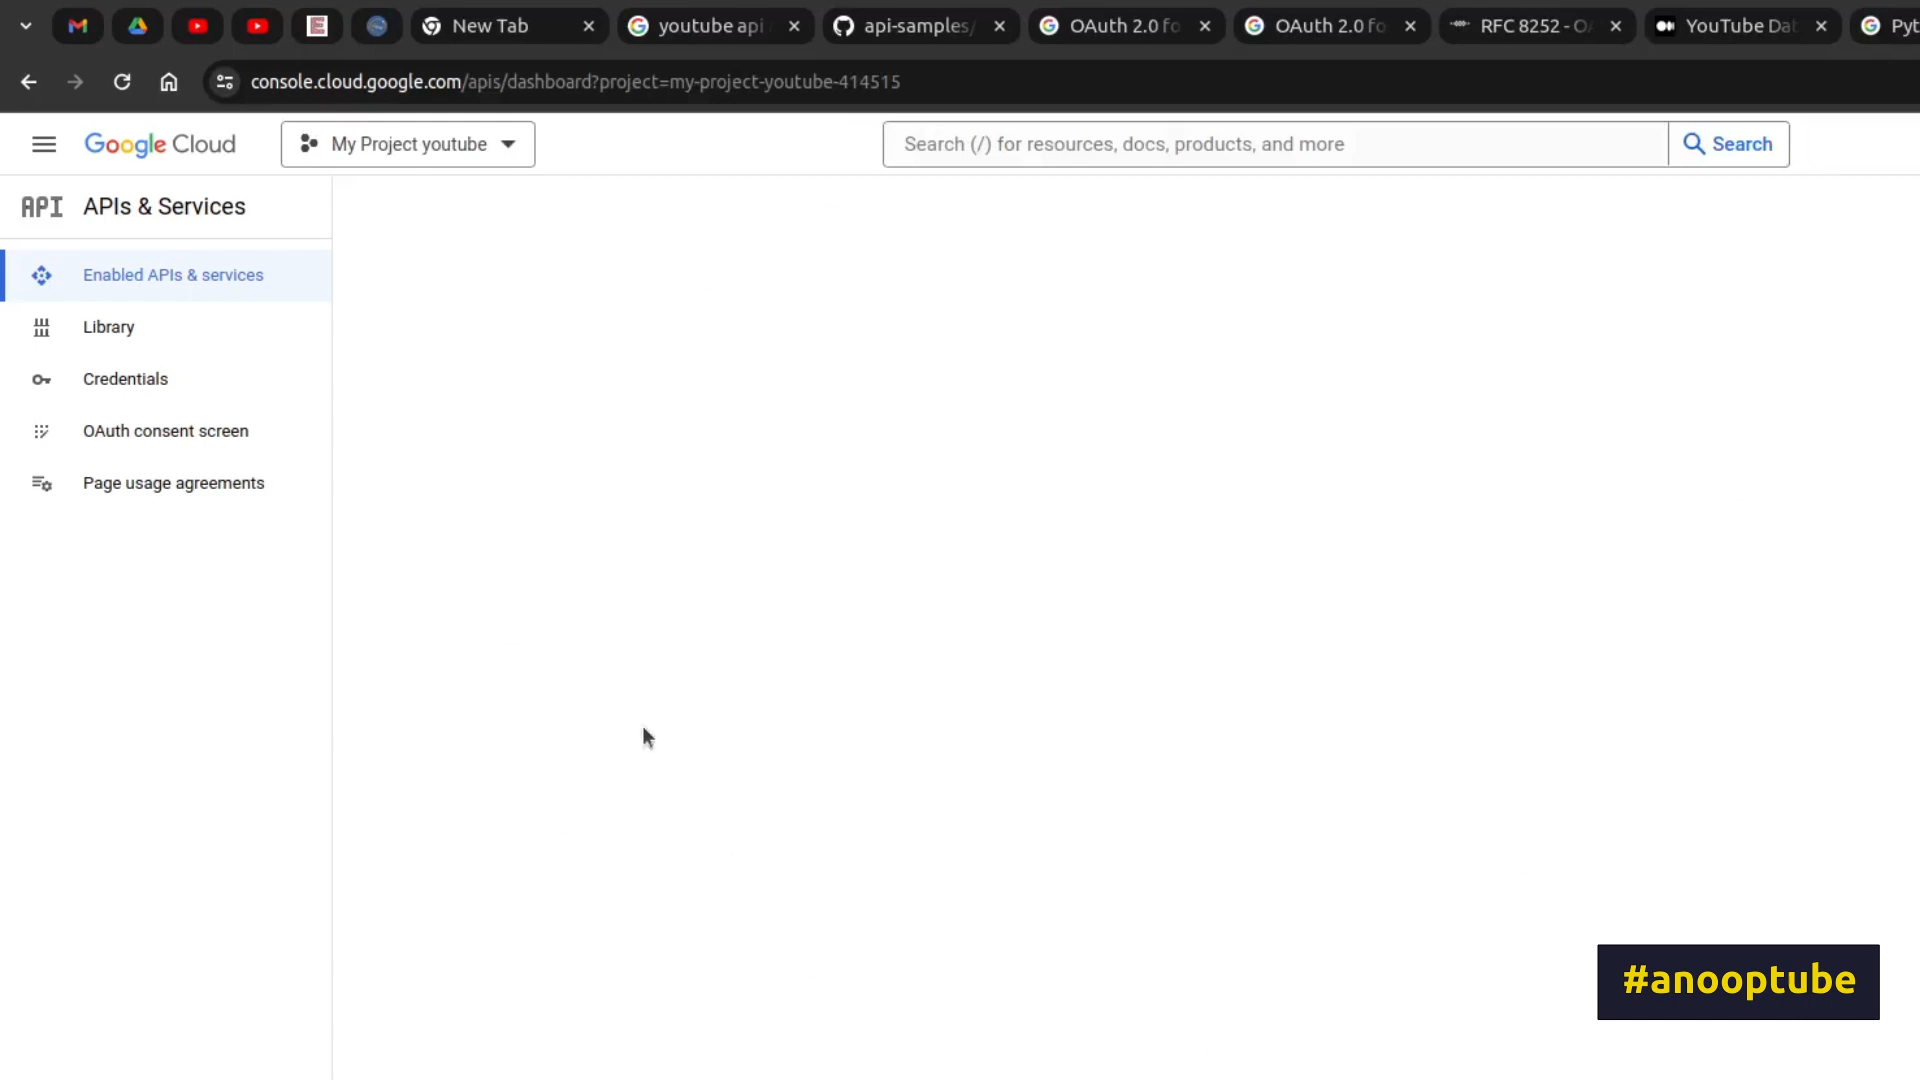 New Tab
youtube api
api-samples/
OAuth 2.0 fo
OAuth 2.0 fo
RFC 8252 - O
YouTube Dat
Pyt
console.cloud.google.com/apis/dashboard?project=my-project-youtube-414515
Google Cloud
My Project youtube
Search (/) for resources, docs, products, and more
Search
API APIs & Services
Enabled APIs & services
Library
Credentials
OAuth consent screen
Page usage agreements
#anooptube